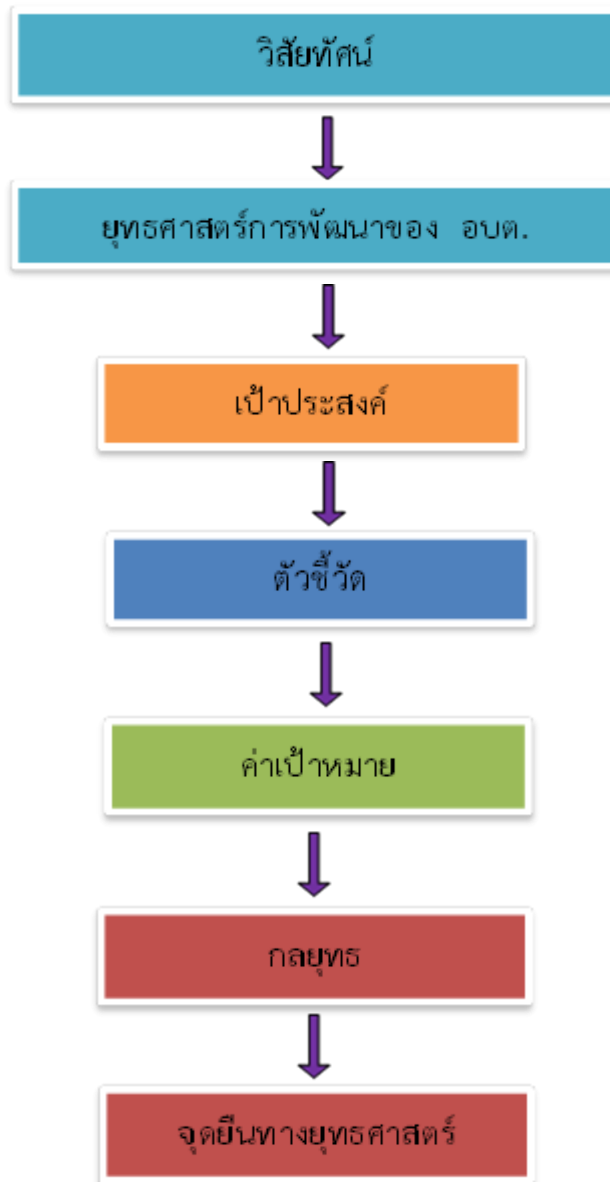 วิสัยทัศน์
ยุทธศาสตร์การพัฒนาของ อบต.
เป้าประสงค์
ตัวชี้วัด
ค่าเป้าหมาย
กลยุทธ
จุดยืนทางยุทธศาสตร์